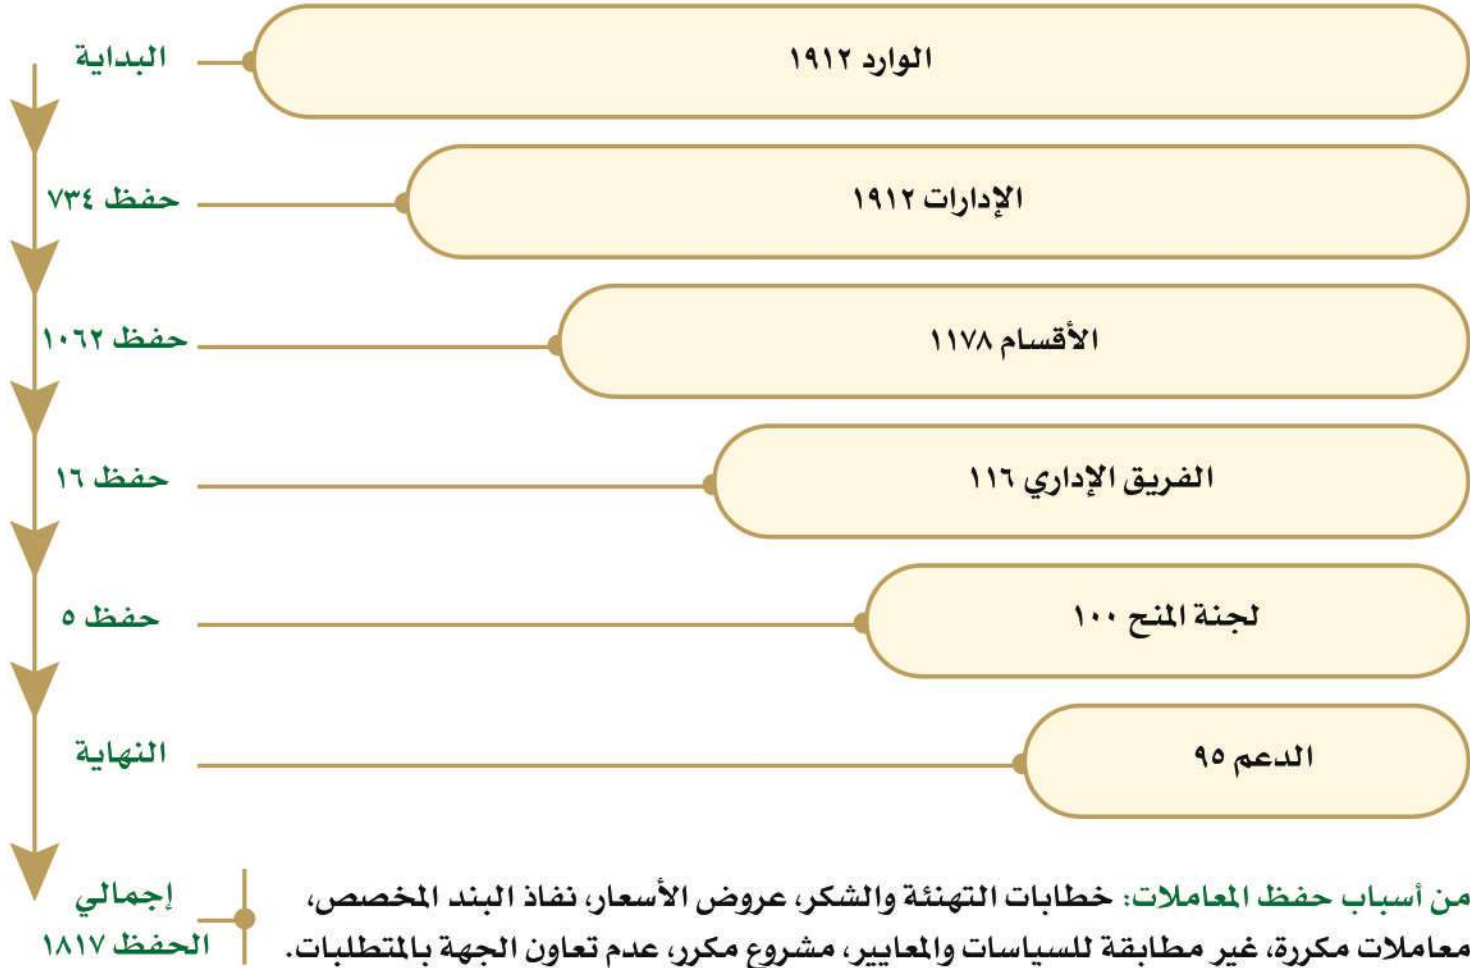 الوارد ١٩١٢
البداية
الإدارات ١٩١٢
حفظ ٧٣٤
الأقسام ١١٧٨
حفظ ١٠٦٢
الفريق الإداري ١١٦
حفظ ١٦
لجنة المنح ١٠٠
حفظ ٥
الدعم ٩٥
النهاية
من أسباب حفظ المعاملات: خطابات التهنئة والشكر، عروض الأسعار، نفاذ البند المخصص،
معاملات مكررة، غير مطابقة للسياسات والمعايير، مشروع مكرر، عدم تعاون الجهة بالمتطلبات.
إجمالي
الحفظ ١٨١٧